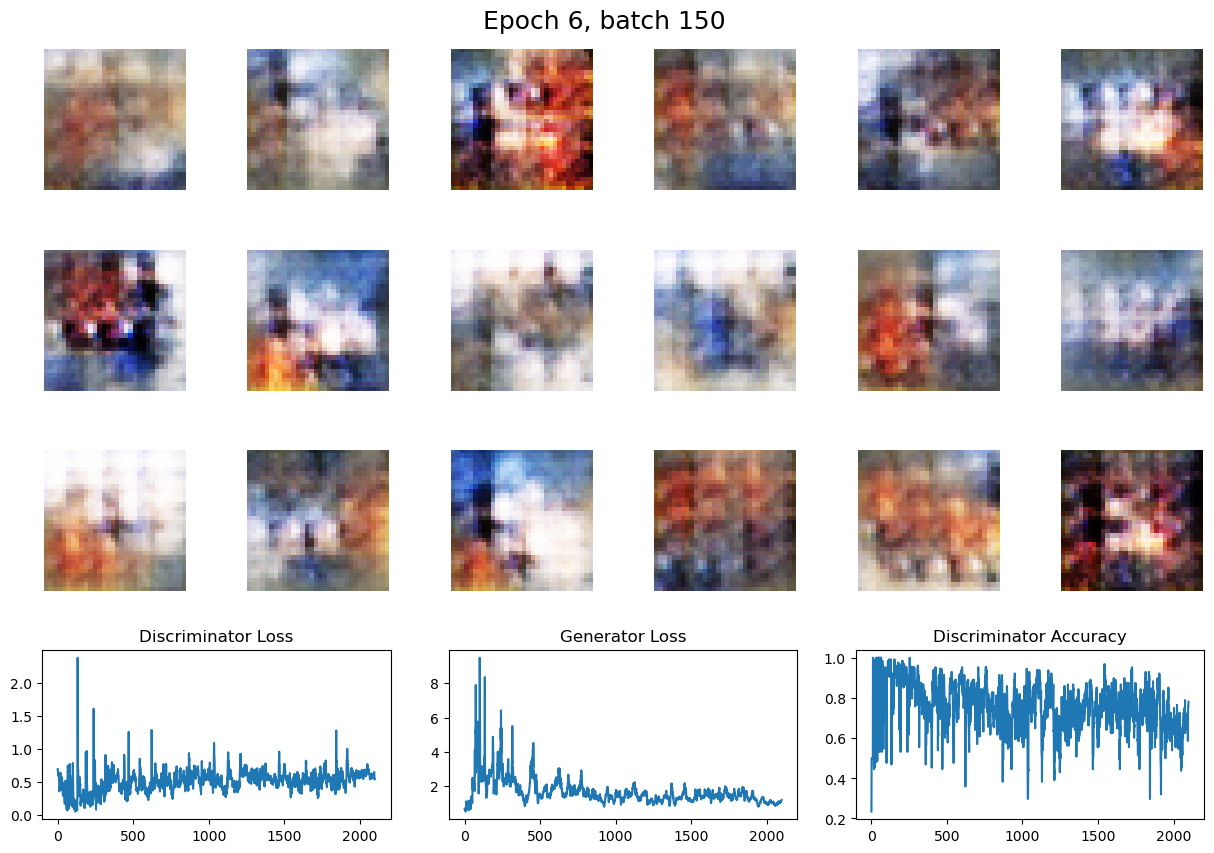 Epoch 6, batch 150
Discriminator Loss
Generator Loss
Discriminator Accuracy
2.0
1.5
1.0
0.5
0.0
0 500 1000 1500 2000
8
6
4
2
0 500 1000 1500 2000
1.0
0.8
0.6
0.4
0.2
0 500 1000 1500 2000